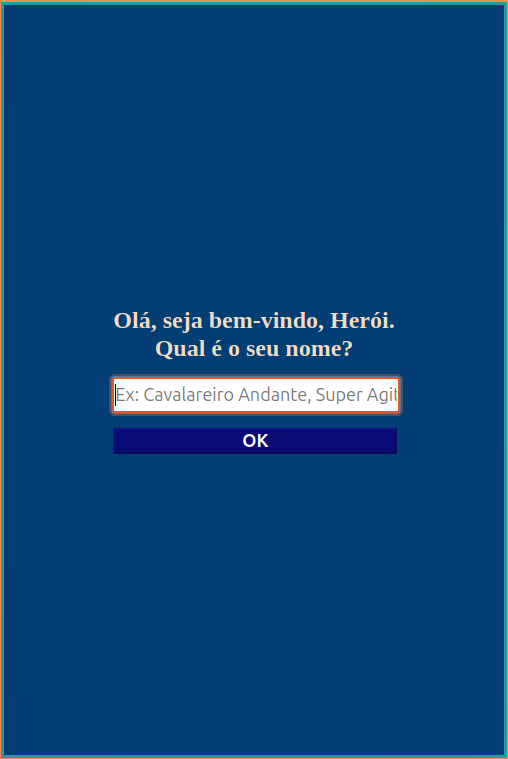 Olá, seja bem-vindo, Herói.
Qual é o seu nome?
Ex: Cavalareiro Andante, Super Agit
OK